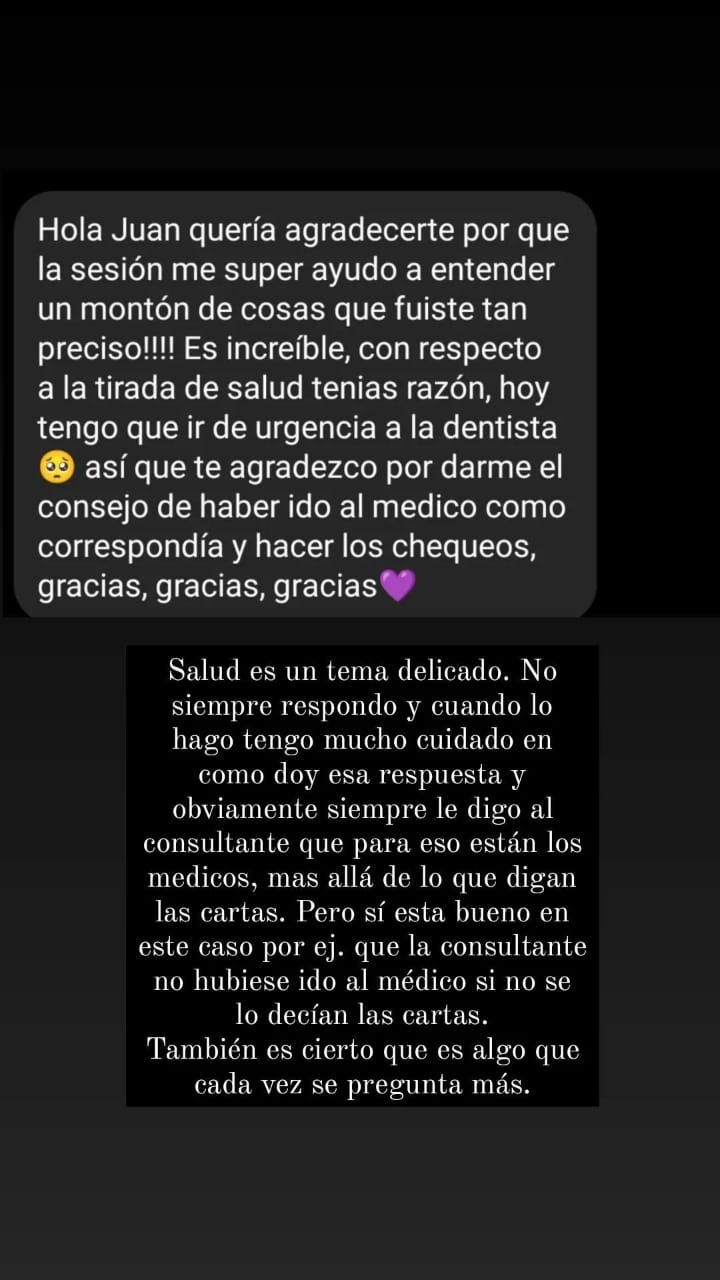 Hola Juan quería agradecerte por que
la sesión me super ayudo a entender
un montón de cosas que fuiste tan
preciso!!!! Es increíble, con respecto
a la tirada de salud tenias razón, hoy
tengo que ir de urgencia a la dentista
🥺 así que te agradezco por darme el
consejo de haber ido al medico como
correspondía y hacer los chequeos,
gracias, gracias, gracias💜
Salud es un tema delicado. No
siempre respondo y cuando lo
hago tengo mucho cuidado en
como doy esa respuesta y
obviamente siempre le digo al
consultante que para eso están los
medicos, mas allá de lo que digan
las cartas. Pero sí esta bueno en
este caso por ej. que la consultante
no hubiese ido al médico si no se
lo decían las cartas.
También es cierto que es algo que
cada vez se pregunta más.